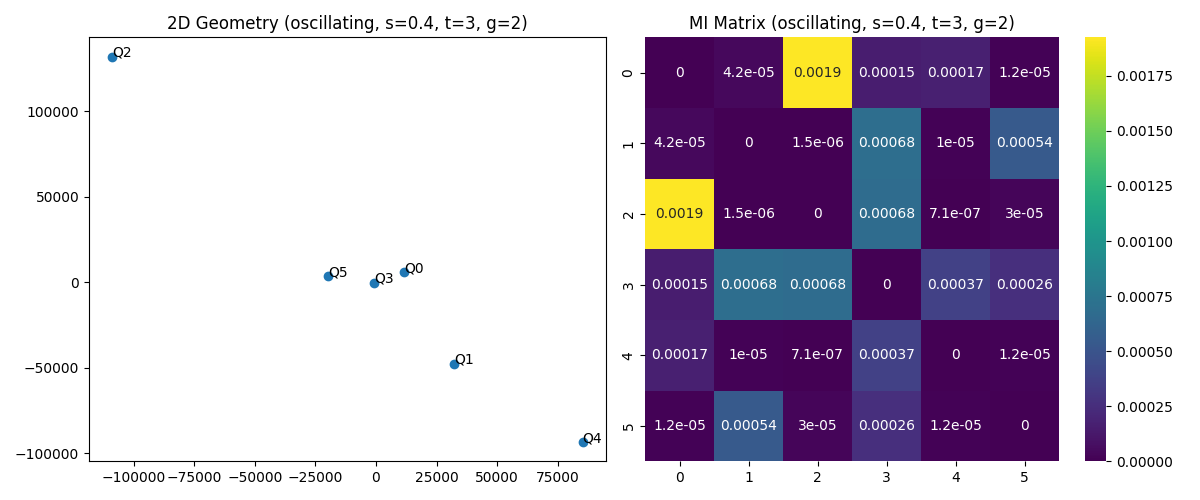 2D Geometry (oscillating, s=0.4, t=3, g=2)
Q2
100000
50000
Q5
Q3
Q0
0
Q1
−50000
Q4
−100000
−100000 −75000 −50000 −25000 0 25000 50000 75000
MI Matrix (oscillating, s=0.4, t=3, g=2)
0 0 4.2e-05 0.0019 0.00015 0.00017 1.2e-05
1 4.2e-05 0 1.5e-06 0.00068 1e-05 0.00054
2 0.0019 1.5e-06 0 0.00068 7.1e-07 3e-05
3 0.00015 0.00068 0.00068 0 0.00037 0.00026
4 0.00017 1e-05 7.1e-07 0.00037 0 1.2e-05
5 1.2e-05 0.00054 3e-05 0.00026 1.2e-05 0
0 1 2 3 4 5
0.00175
0.00150
0.00125
0.00100
0.00075
0.00050
0.00025
0.00000